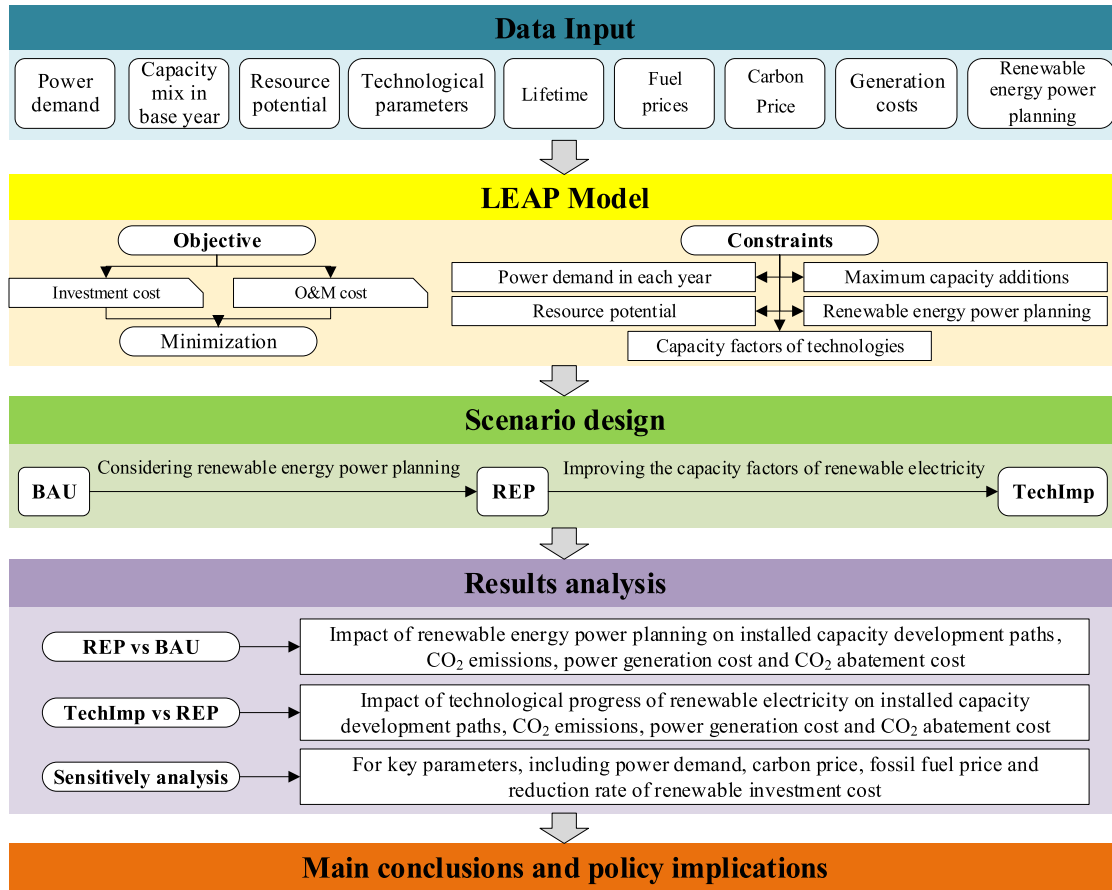 Data Input
Power
demand
Capacity
mix in
base year
Resource
potential
Technological
parameters
Lifetime
Fuel
prices
Carbon
Price
Generation
costs
Renewable
energy power
planning
LEAP Model
Objective
Investment cost
O&M cost
Minimization
Constraints
Power demand in each year
Maximum capacity additions
Resource potential
Renewable energy power planning
Capacity factors of technologies
Scenario design
BAU
Considering renewable energy power planning
REP
Improving the capacity factors of renewable electricity
TechImp
Results analysis
REP vs BAU
Impact of renewable energy power planning on installed capacity development paths,
CO₂ emissions, power generation cost and CO₂ abatement cost
TechImp vs REP
Impact of technological progress of renewable electricity on installed capacity
development paths, CO₂ emissions, power generation cost and CO₂ abatement cost
Sensitively analysis
For key parameters, including power demand, carbon price, fossil fuel price and
reduction rate of renewable investment cost
Main conclusions and policy implications